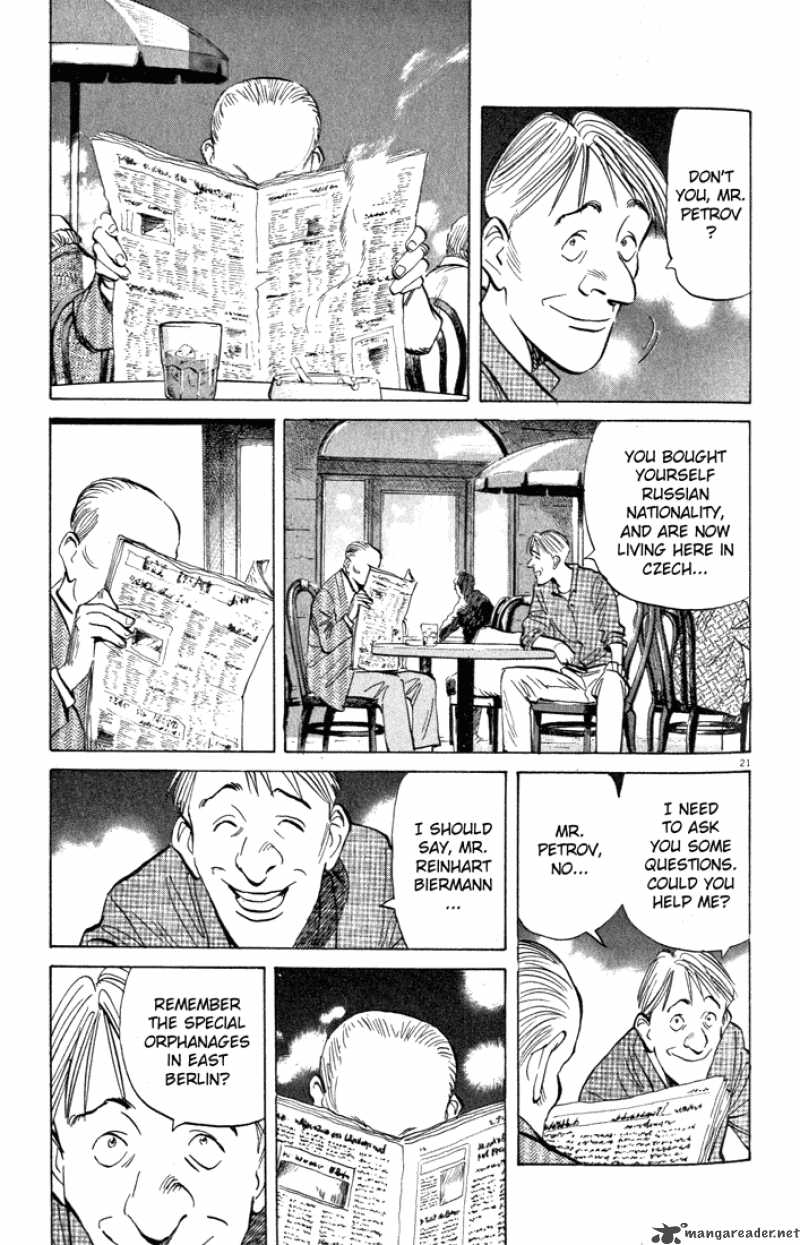 DON'T
YOU, MR.
PETROV
?
YOU BOUGHT
YOURSELF
RUSSIAN
NATIONALITY,
AND ARE NOW
LIVING HERE IN
CZECH...
21
I NEED
TO ASK
YOU SOME
QUESTIONS.
COULD YOU
HELP ME?
MR.
PETROV,
NO...
I SHOULD
SAY, MR.
REINHART
BIERMANN
...
REMEMBER
THE SPECIAL
ORPHANAGES
IN EAST
BERLIN?
mangareader.net